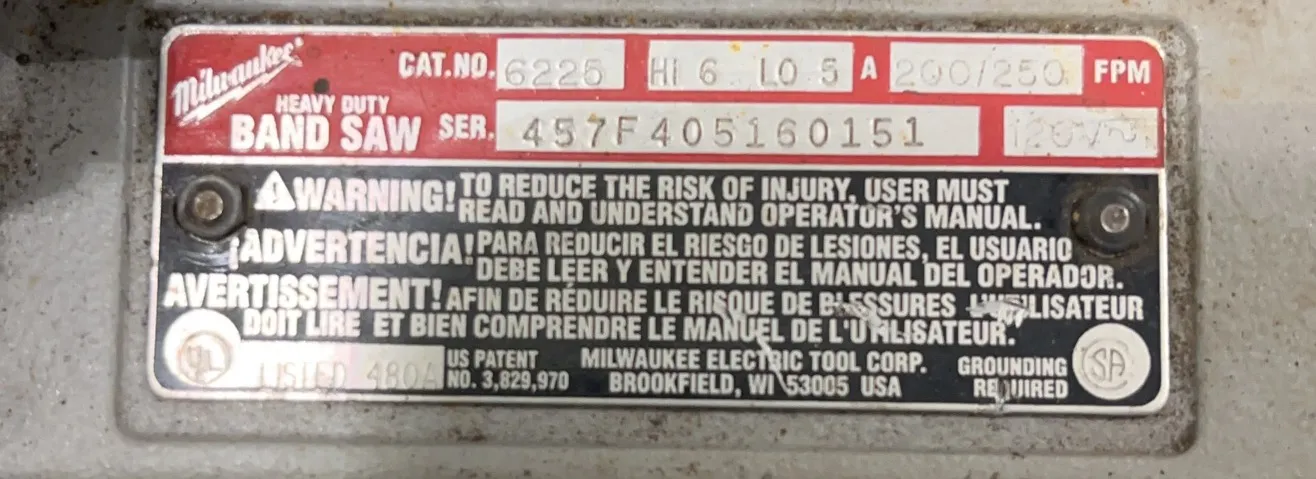 Milwaukee
CAT.NO. 6225 HI 6 LO 5 A 200/250 FPM
HEAVY DUTY
BAND SAW SER. 457F405160151 120V~
WARNING! TO REDUCE THE RISK OF INJURY, USER MUST
READ AND UNDERSTAND OPERATOR'S MANUAL.
¡ADVERTENCIA! PARA REDUCIR EL RIESGO DE LESIONES, EL USUARIO
DEBE LEER Y ENTENDER EL MANUAL DEL OPERADOR.
AVERTISSEMENT! AFIN DE RÉDUIRE LE RISQUE DE BLESSURES L'UTILISATEUR
DOIT LIRE ET BIEN COMPRENDRE LE MANUEL DE L'UTILISATEUR.
UL LISTED 480A US PATENT MILWAUKEE ELECTRIC TOOL CORP. GROUNDING SA
NO. 3,829,970 BROOKFIELD, WI 53005 USA REQUIRED